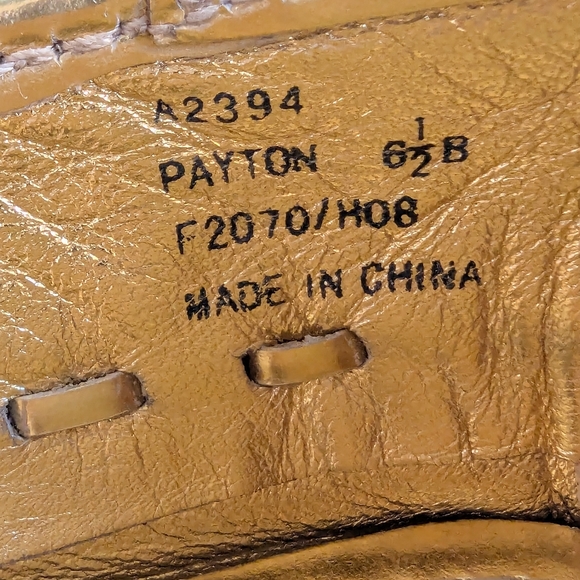 A2394
PAYTON 6½B
F2070/H08
MADE IN CHINA